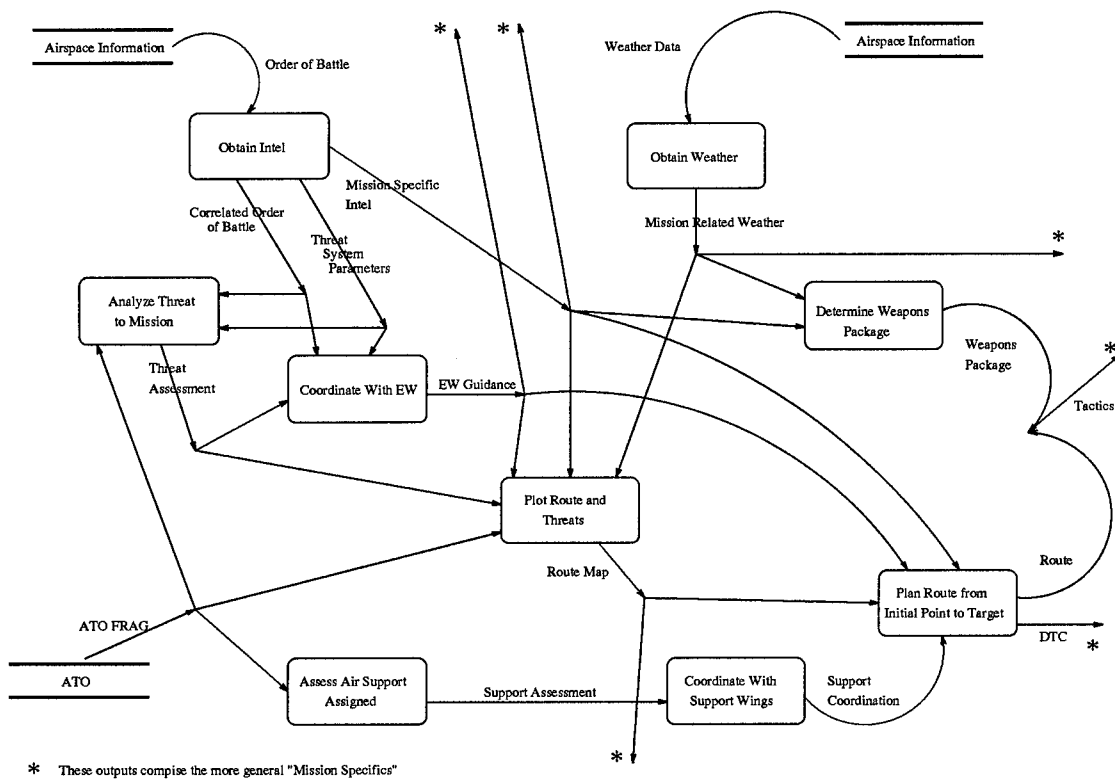 * *
Airspace Information
Order of Battle
Weather Data
Airspace Information
Obtain Intel
Obtain Weather
Mission Specific
Intel
Correlated Order
of Battle
Mission Related Weather
*
Threat
System
Parameters
Analyze Threat
to Mission
Determine Weapons
Package
Weapons
Package
*
Threat
Assessment
Coordinate With EW
EW Guidance
Tactics
Plot Route and
Threats
Route Map
Route
Plan Route from
Initial Point to Target
ATO FRAG
DTC
*
ATO
Assess Air Support
Assigned
Support Assessment
Coordinate With
Support Wings
Support
Coordination
*
* These outputs compise the more general "Mission Specifics"